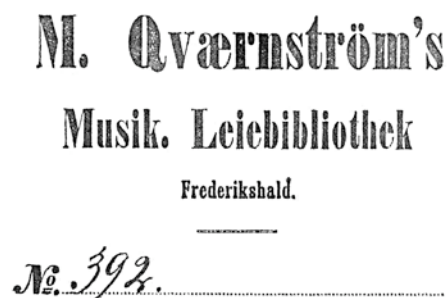 M. Qværnström's
Musik. Leiebibliothek
Frederikshald.
No. 392.